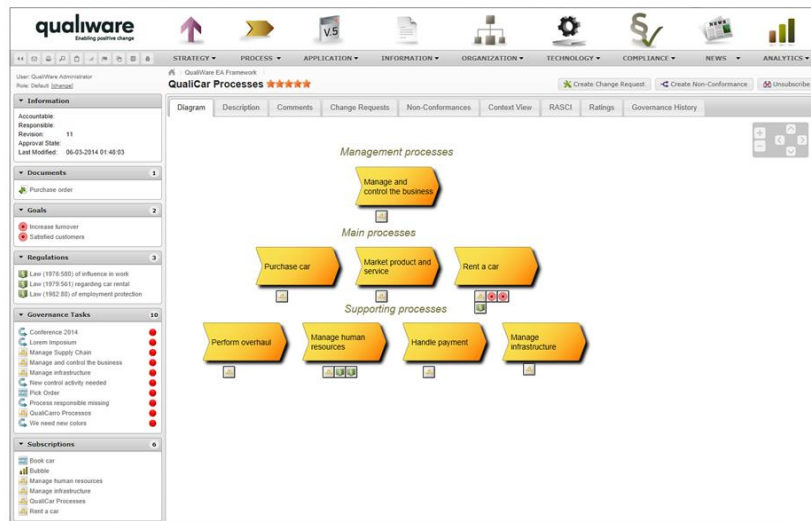 qualiware
Enabling positive change
V.5
NEWS
STRATEGY
PROCESS
APPLICATION
INFORMATION
ORGANIZATION
TECHNOLOGY
COMPLIANCE
NEWS
ANALYTICS
User: QualiWare Administrator
Role: Default (change)
QualiWare EA Framework
QualiCar Processes
Create Change Request
Create Non-Conformance
Unsubscribe
Diagram
Description
Comments
Change Requests
Non-Conformances
Context View
RASCI
Ratings
Governance History
Information
Accountable:
Responsible:
Revision: 11
Approval State:
Last Modified: 06-03-2014 01:48:03
Documents 1
Purchase order
Goals 2
Increase turnover
Satisfied customers
Regulations 3
Law (1976:580) of influence in work
Law (1979:561) regarding car rental
Law (1982:80) of employment protection
Governance Tasks 10
Conference 2014
Lorem Imposium
Manage Supply Chain
Manage and control the business
Manage infrastructure
New control activity needed
Pick Order
Process responsible missing
QualiCarro Processos
We need new colors
Subscriptions 6
Book car
Bubble
Manage human resources
Manage infrastructure
QualiCar Processes
Rent a car
Management processes
Manage and
control the business
Main processes
Purchase car
Market product and
service
Rent a car
Supporting processes
Perform overhaul
Manage human
resources
Handle payment
Manage
infrastructure